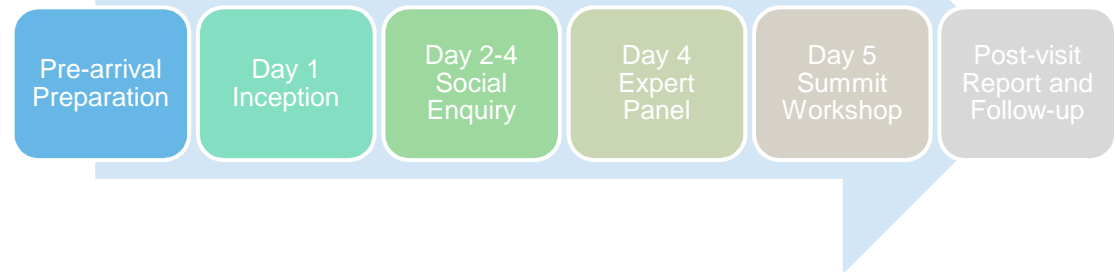 Pre-arrival
Preparation
Day 1
Inception
Day 2-4
Social
Enquiry
Day 4
Expert
Panel
Day 5
Summit
Workshop
Post-visit
Report and
Follow-up